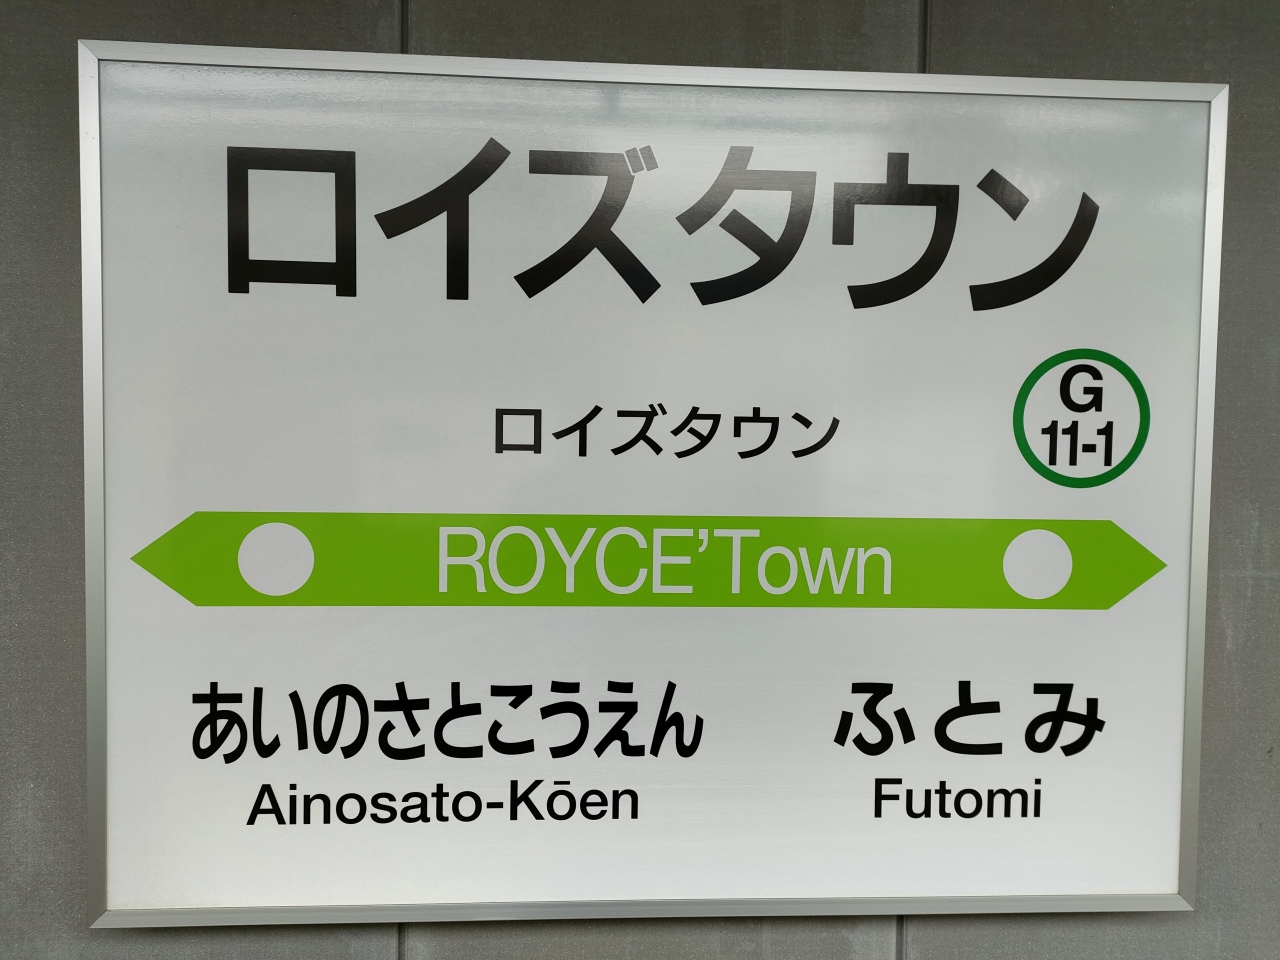 ロイズタウン
ロイズタウン
G
11-1
ROYCE'Town
あいのさとこうえん ふとみ
Ainosato-Kōen Futomi